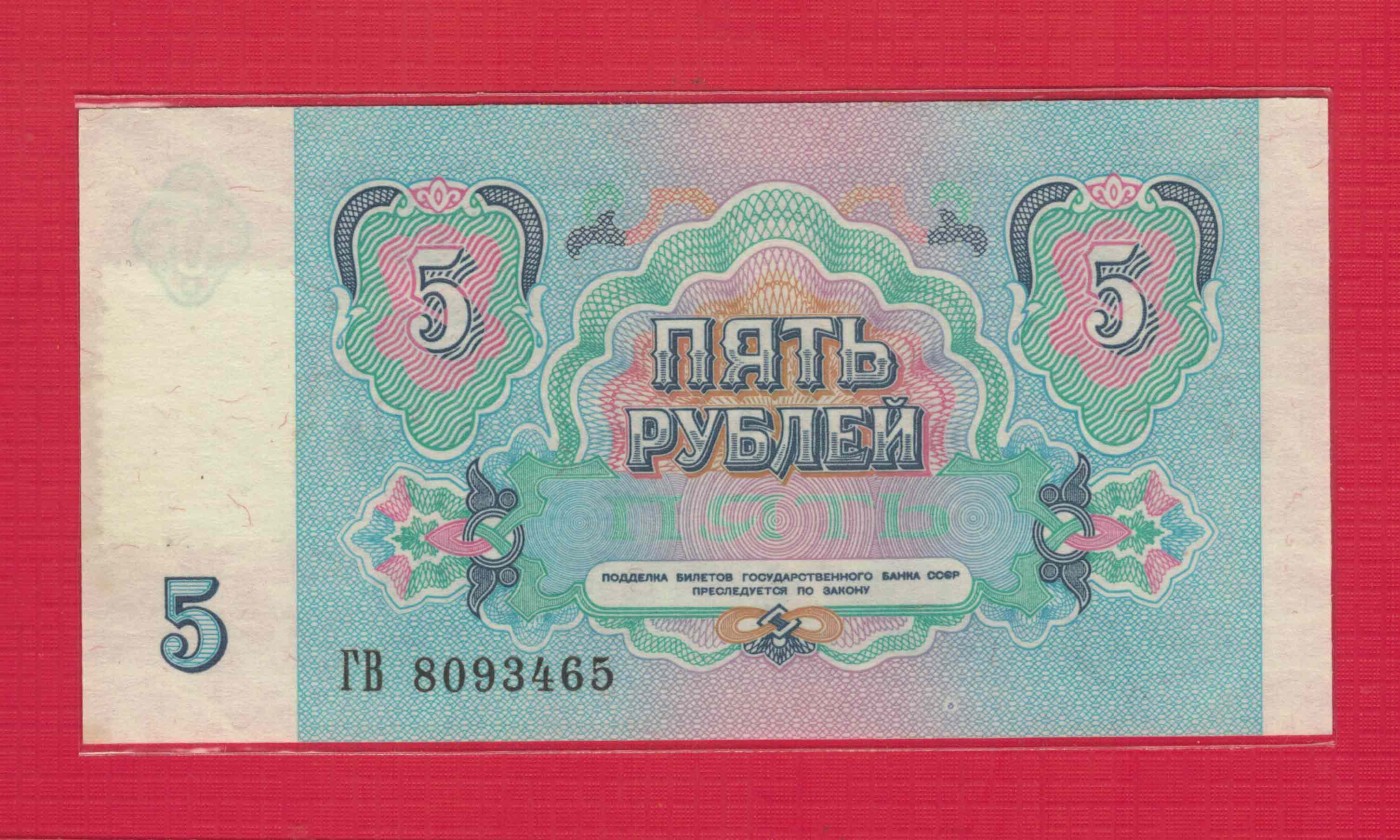 5
5
ПЯТЬ
РУБЛЕЙ
ПЯТЬ
ПОДДЕЛКА БИЛЕТОВ ГОСУДАРСТВЕННОГО БАНКА СССР
ПРЕСЛЕДУЕТСЯ ПО ЗАКОНУ
5
ГВ 8093465